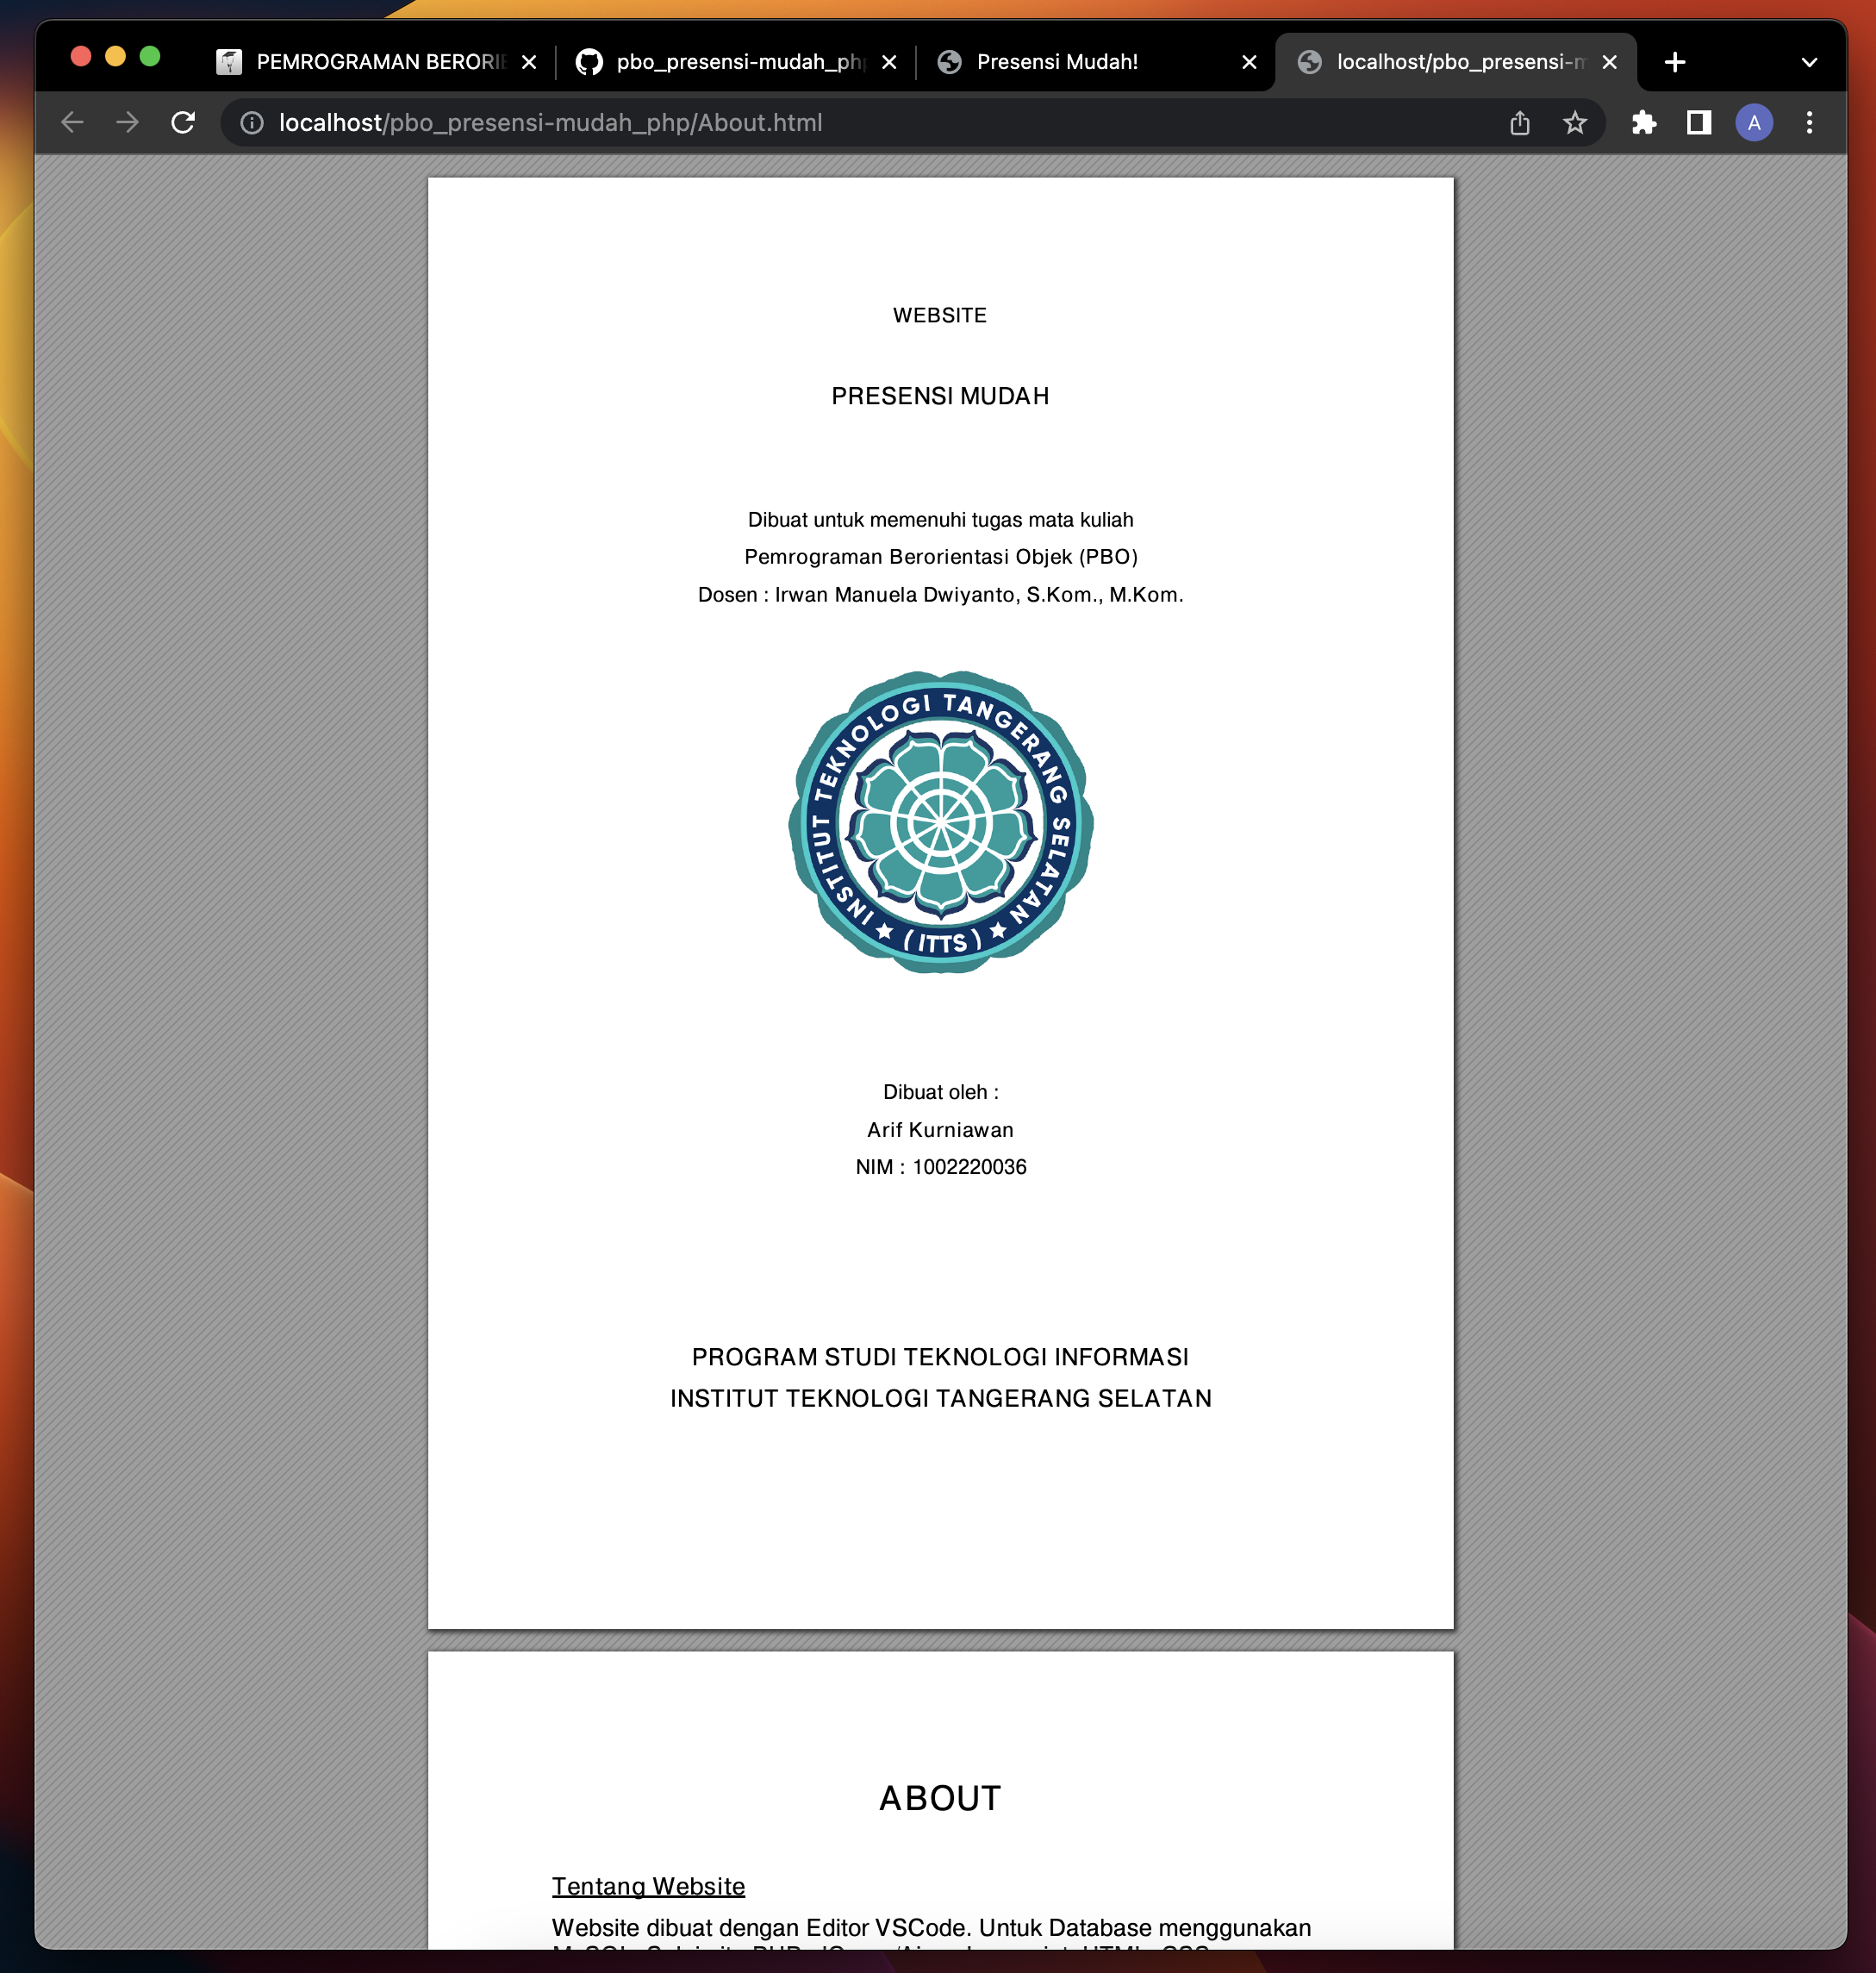 PEMROGRAMAN BERORIE
pbo_presensi-mudah_php
Presensi Mudah!
localhost/pbo_presensi-m
localhost/pbo_presensi-mudah_php/About.html
A
WEBSITE
PRESENSI MUDAH
Dibuat untuk memenuhi tugas mata kuliah
Pemrograman Berorientasi Objek (PBO)
Dosen : Irwan Manuela Dwiyanto, S.Kom., M.Kom.
INSTITUT TEKNOLOGI TANGERANG SELATAN
(ITTS)
Dibuat oleh :
Arif Kurniawan
NIM : 1002220036
PROGRAM STUDI TEKNOLOGI INFORMASI
INSTITUT TEKNOLOGI TANGERANG SELATAN
ABOUT
Tentang Website
Website dibuat dengan Editor VSCode. Untuk Database menggunakan